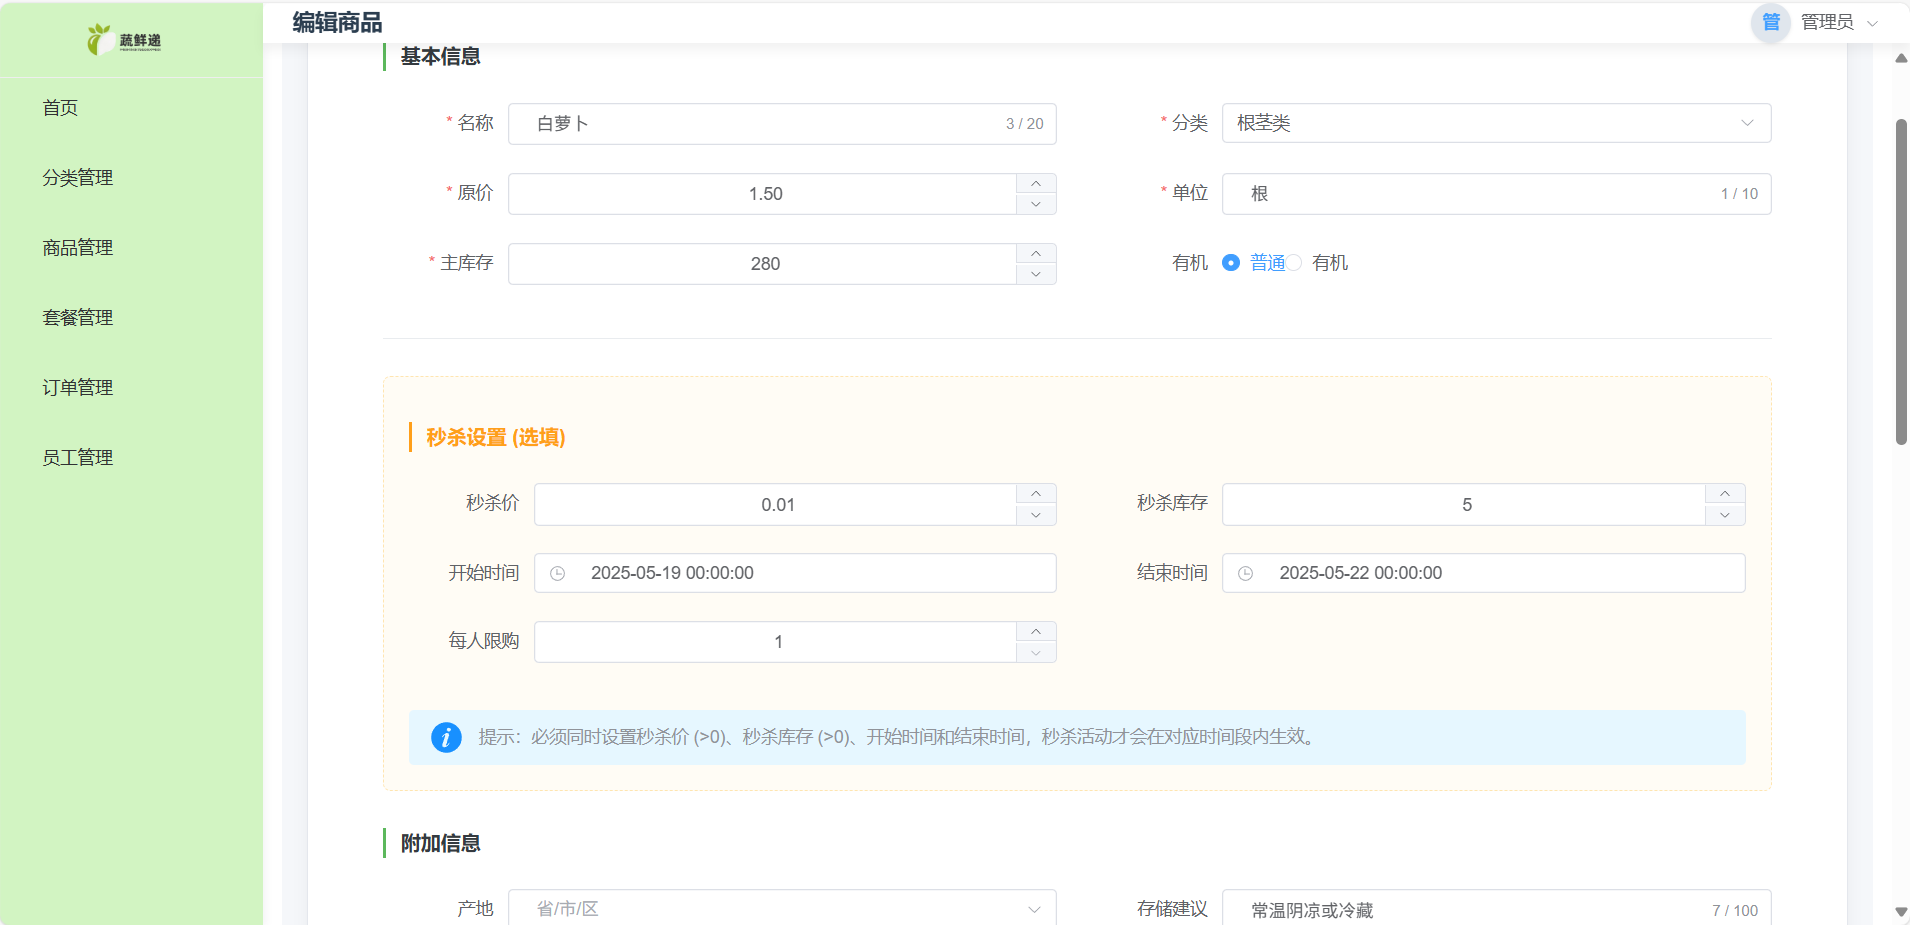 蔬鲜递
编辑商品
管 管理员
首页
分类管理
商品管理
套餐管理
订单管理
员工管理
基本信息
* 名称 白萝卜 3 / 20
* 分类 根茎类
* 原价 1.50
* 单位 根 1 / 10
* 主库存 280
有机 普通 有机
秒杀设置 (选填)
秒杀价 0.01
秒杀库存 5
开始时间 2025-05-19 00:00:00
结束时间 2025-05-22 00:00:00
每人限购 1
提示：必须同时设置秒杀价 (>0)、秒杀库存 (>0)、开始时间和结束时间，秒杀活动才会在对应时间段内生效。
附加信息
产地 省/市/区
存储建议 常温阴凉或冷藏 7 / 100